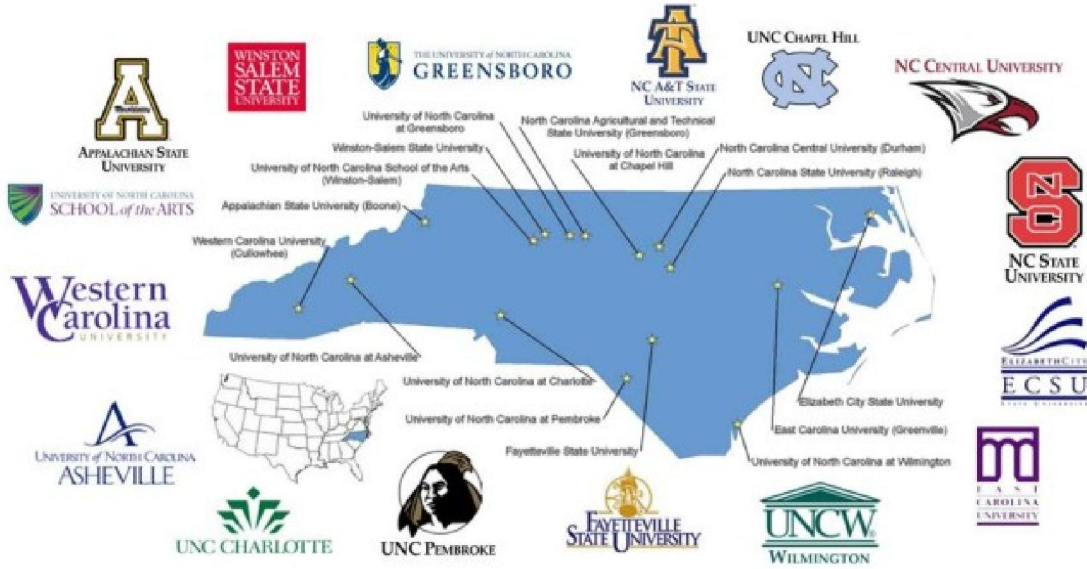 UNC CHAPEL HILL
THE UNIVERSITY of NORTH CAROLINA
GREENSBORO
WINSTON
SALEM
STATE
UNIVERSITY
NC A&T STATE
UNIVERSITY
NC CENTRAL UNIVERSITY
APPALACHIAN STATE
UNIVERSITY
University of North Carolina
at Greensboro
North Carolina Agricultural and Technical
State University (Greensboro)
Winston-Salem State University
University of North Carolina
at Chapel Hill
North Carolina Central University (Durham)
University of North Carolina School of the Arts
(Winston-Salem)
North Carolina State University (Raleigh)
UNIVERSITY OF NORTH CAROLINA
SCHOOL of the ARTS
Appalachian State University (Boone)
Western Carolina University
(Cullowhee)
NC STATE
UNIVERSITY
Western
Carolina
UNIVERSITY
University of North Carolina at Asheville
University of North Carolina at Charlotte
ELIZABETH CITY
ECSU
STATE UNIVERSITY
Elizabeth City State University
University of North Carolina at Pembroke
East Carolina University (Greenville)
Fayetteville State University
University of North Carolina at Wilmington
UNIVERSITY OF NORTH CAROLINA
ASHEVILLE
EAST
CAROLINA
UNIVERSITY
UNC CHARLOTTE
UNC PEMBROKE
FAYETTEVILLE
STATE UNIVERSITY
UNCW
WILMINGTON